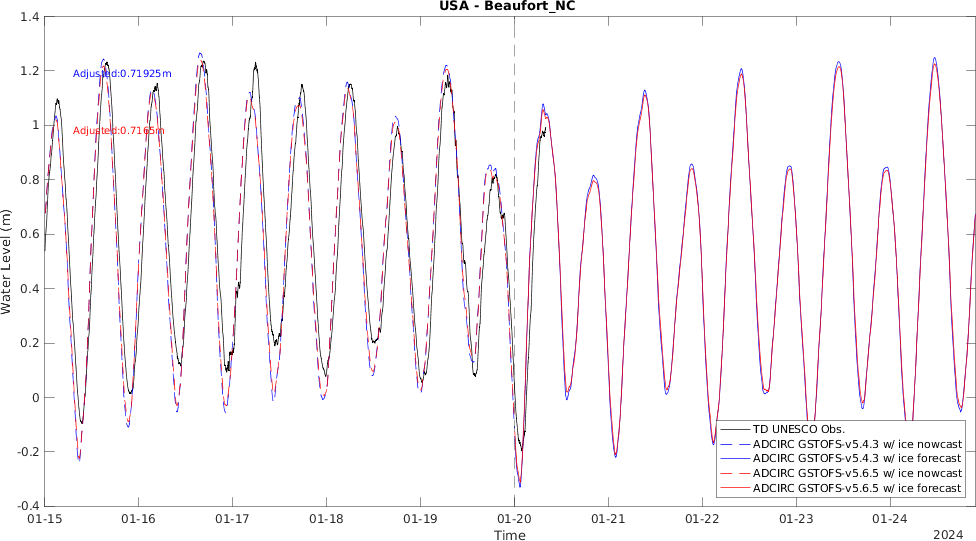 USA - Beaufort_NC
1.4
1.2
1
0.8
0.6
0.4
0.2
0
-0.2
-0.4
Water Level (m)
Adjusted:0.71925m
Adjusted:0.7165m
TD UNESCO Obs.
ADCIRC GSTOFS-v5.4.3 w/ ice nowcast
ADCIRC GSTOFS-v5.4.3 w/ ice forecast
ADCIRC GSTOFS-v5.6.5 w/ ice nowcast
ADCIRC GSTOFS-v5.6.5 w/ ice forecast
01-15 01-16 01-17 01-18 01-19 01-20 01-21 01-22 01-23 01-24
Time
2024